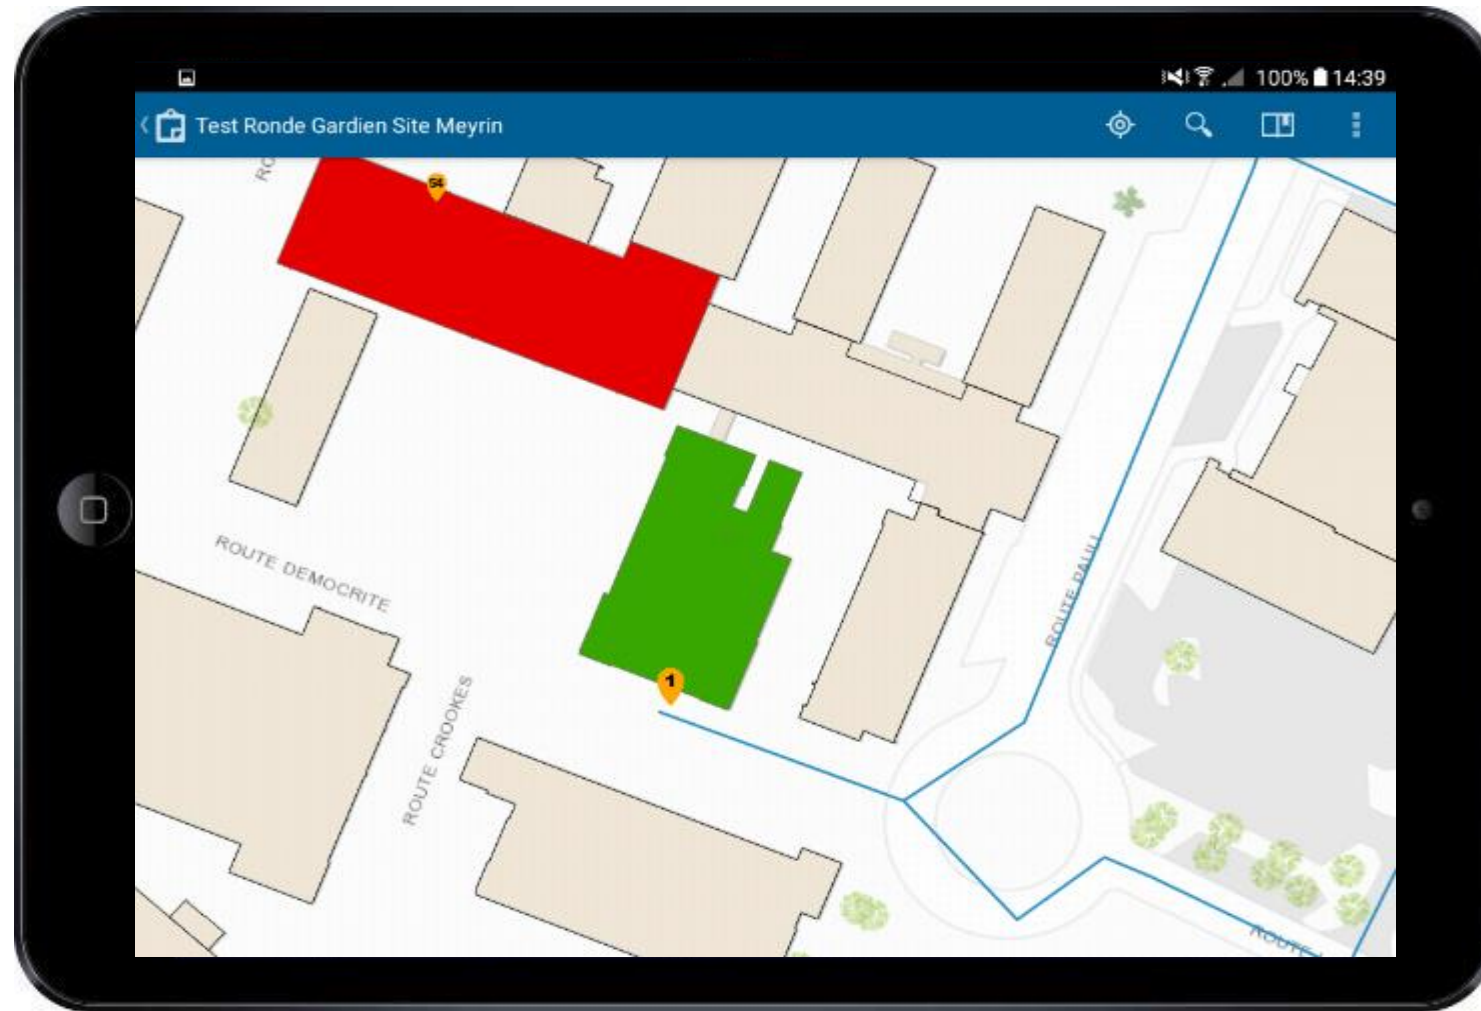 100% 14:39
Test Ronde Gardien Site Meyrin
RO
54
ROUTE DEMOCRITE
ROUTE PAULI
1
ROUTE CROOKES
ROUTE